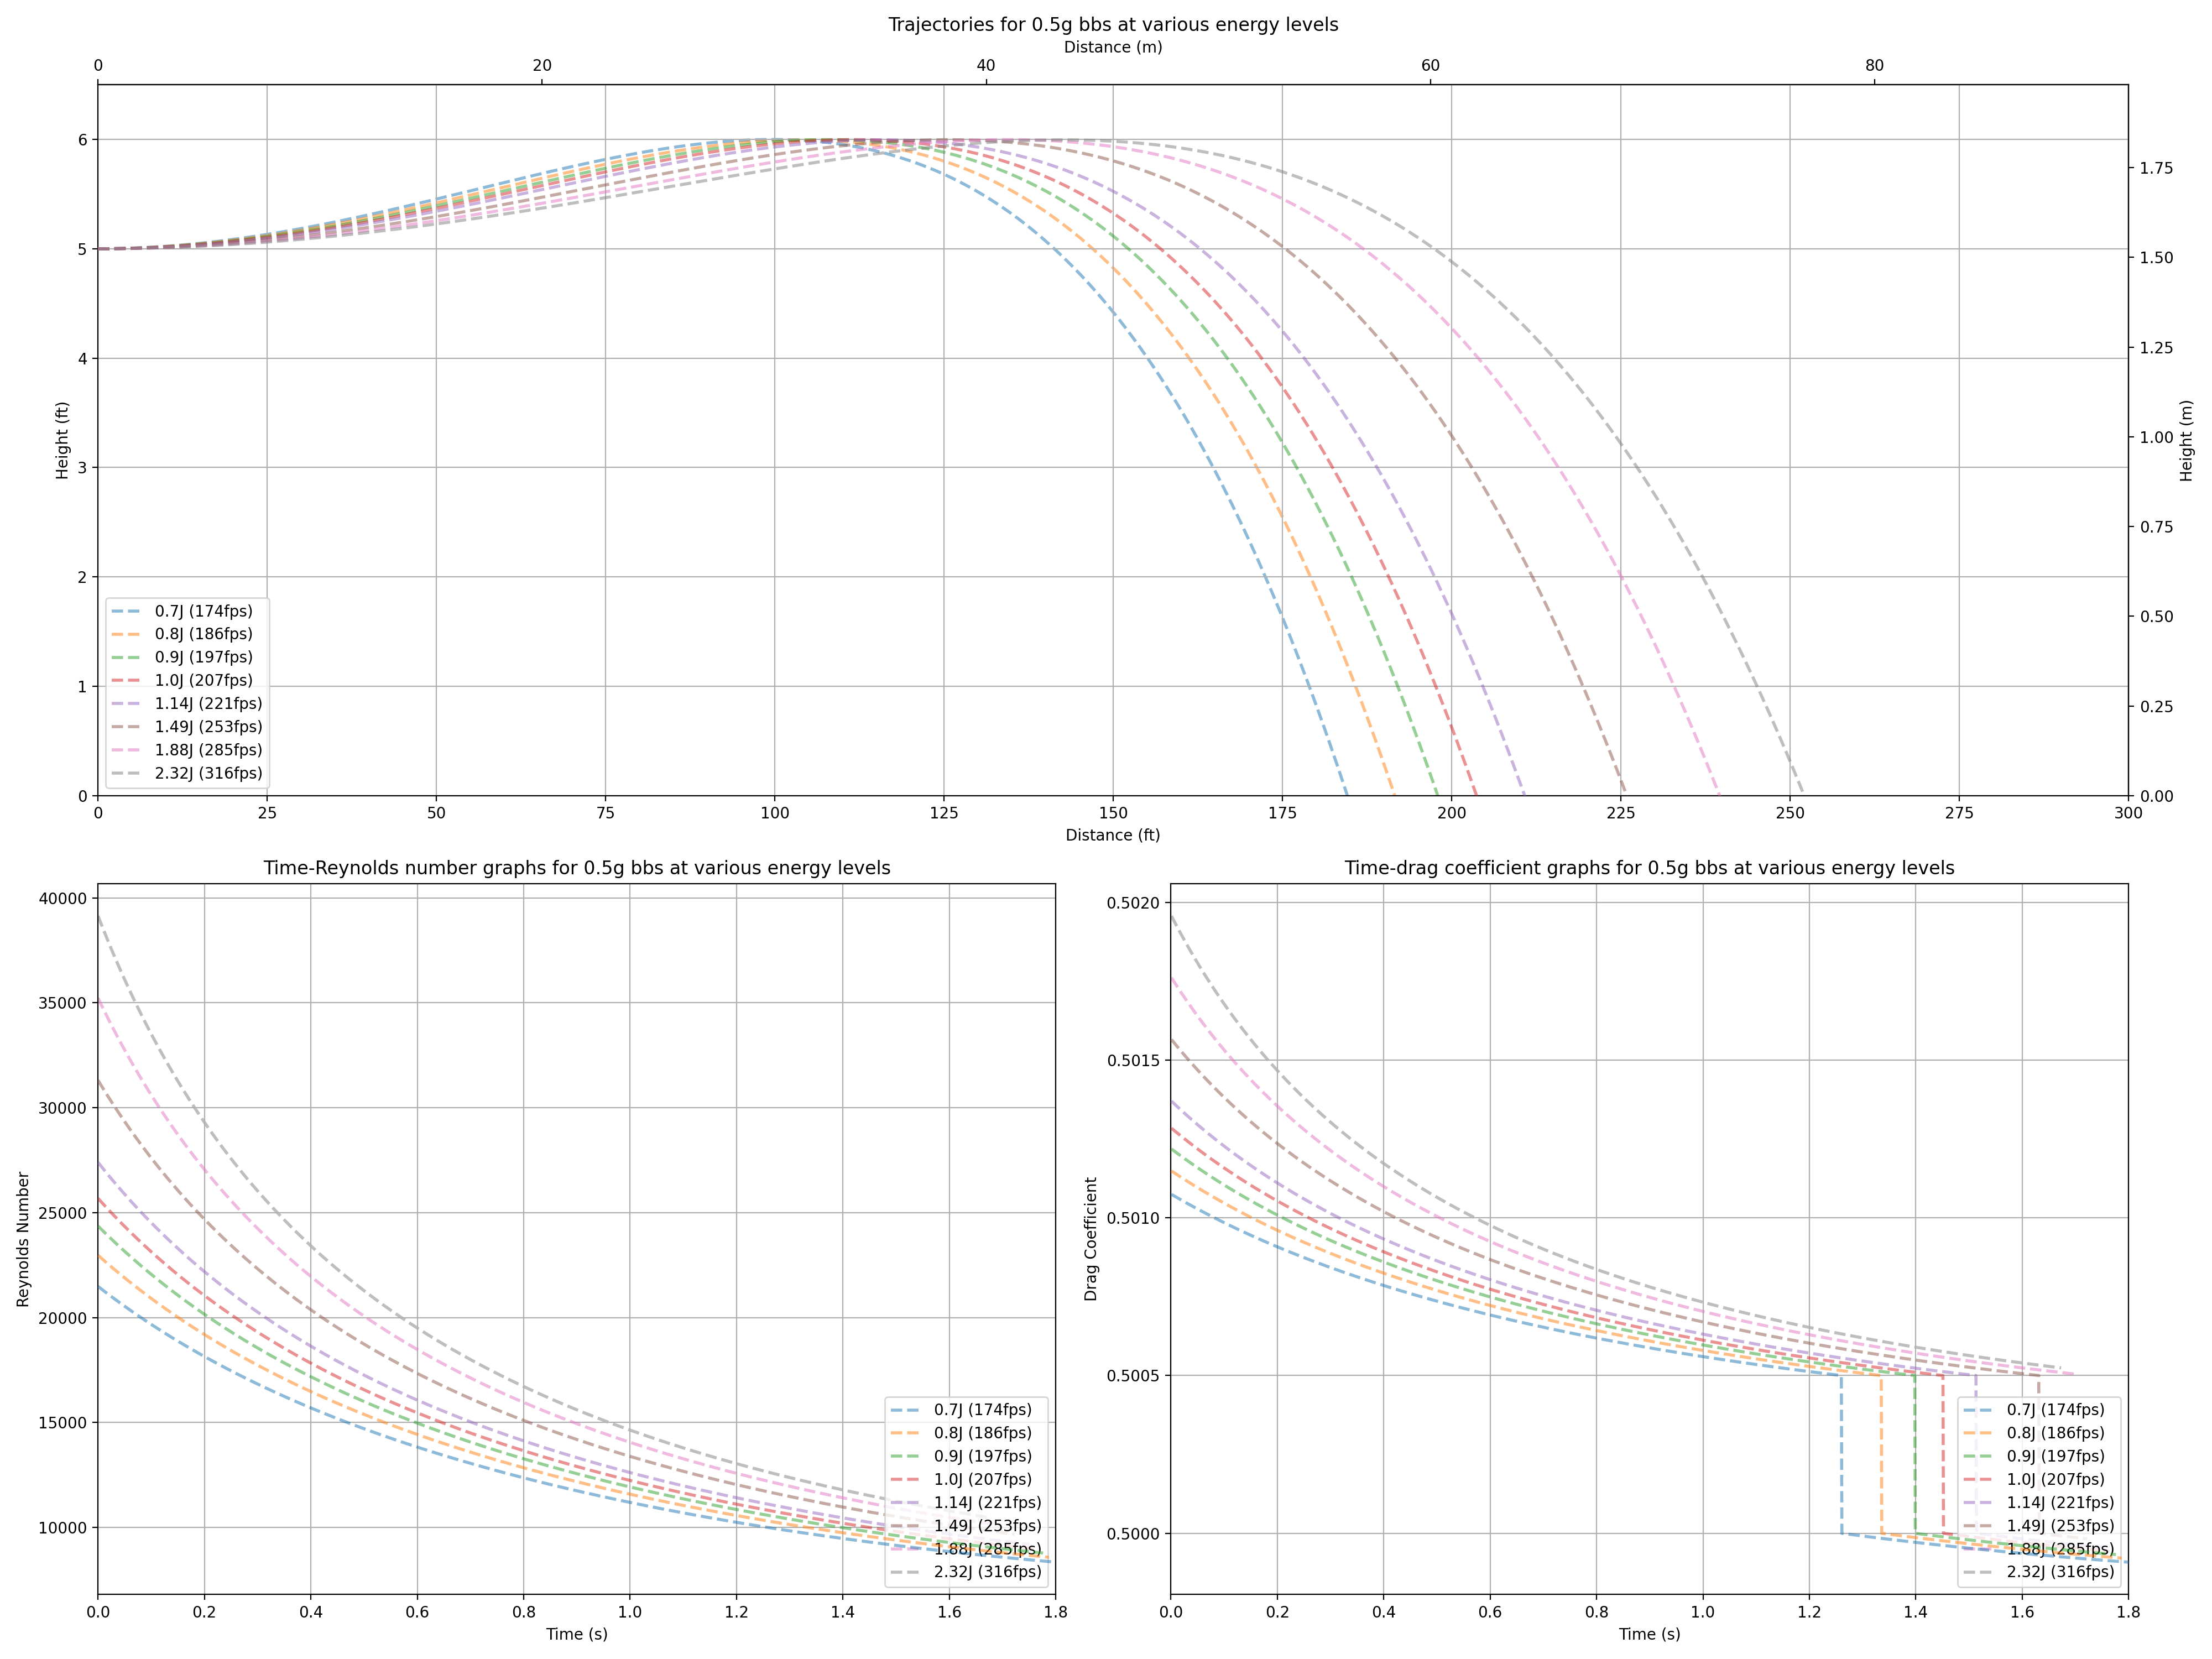 Trajectories for 0.5g bbs at various energy levels
Distance (m)
0 20 40 60 80
6
5
4
3
2
1
0
Height (ft)
1.75
1.50
1.25
1.00
0.75
0.50
0.25
0.00
Height (m)
0.7J (174fps)
0.8J (186fps)
0.9J (197fps)
1.0J (207fps)
1.14J (221fps)
1.49J (253fps)
1.88J (285fps)
2.32J (316fps)
0 25 50 75 100 125 150 175 200 225 250 275 300
Distance (ft)
Time-Reynolds number graphs for 0.5g bbs at various energy levels
40000
35000
30000
25000
20000
15000
10000
Reynolds Number
0.7J (174fps)
0.8J (186fps)
0.9J (197fps)
1.0J (207fps)
1.14J (221fps)
1.49J (253fps)
1.88J (285fps)
2.32J (316fps)
0.0 0.2 0.4 0.6 0.8 1.0 1.2 1.4 1.6 1.8
Time (s)
Time-drag coefficient graphs for 0.5g bbs at various energy levels
0.5020
0.5015
0.5010
0.5005
0.5000
Drag Coefficient
0.7J (174fps)
0.8J (186fps)
0.9J (197fps)
1.0J (207fps)
1.14J (221fps)
1.49J (253fps)
1.88J (285fps)
2.32J (316fps)
0.0 0.2 0.4 0.6 0.8 1.0 1.2 1.4 1.6 1.8
Time (s)